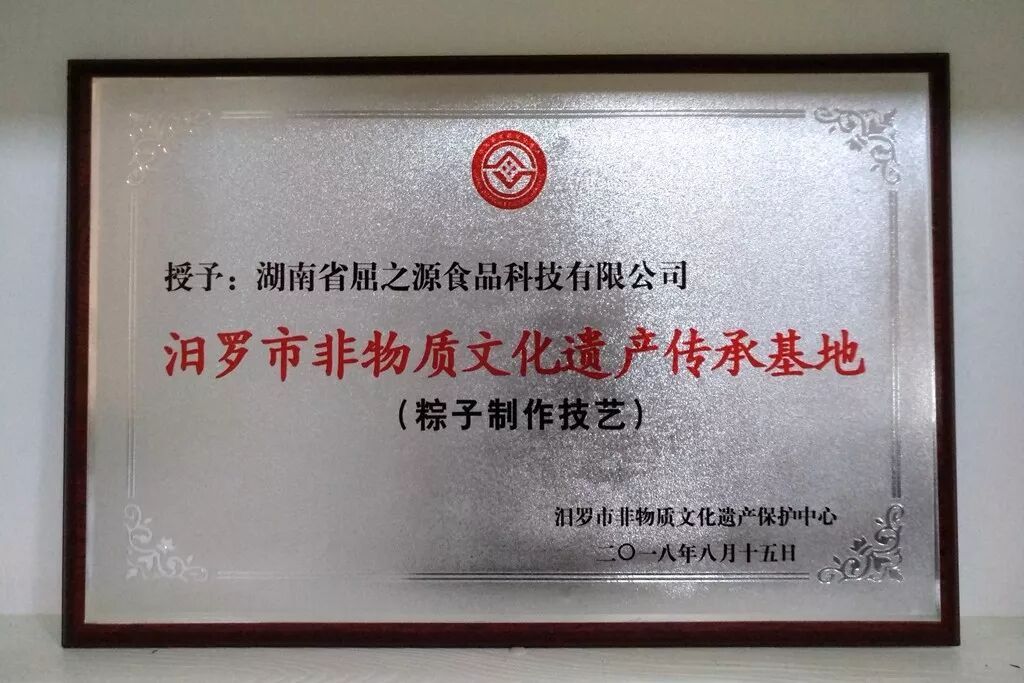 授予：湖南省屈之源食品科技有限公司
汨罗市非物质文化遗产传承基地
（粽子制作技艺）
汨罗市非物质文化遗产保护中心
二〇一八年八月十五日